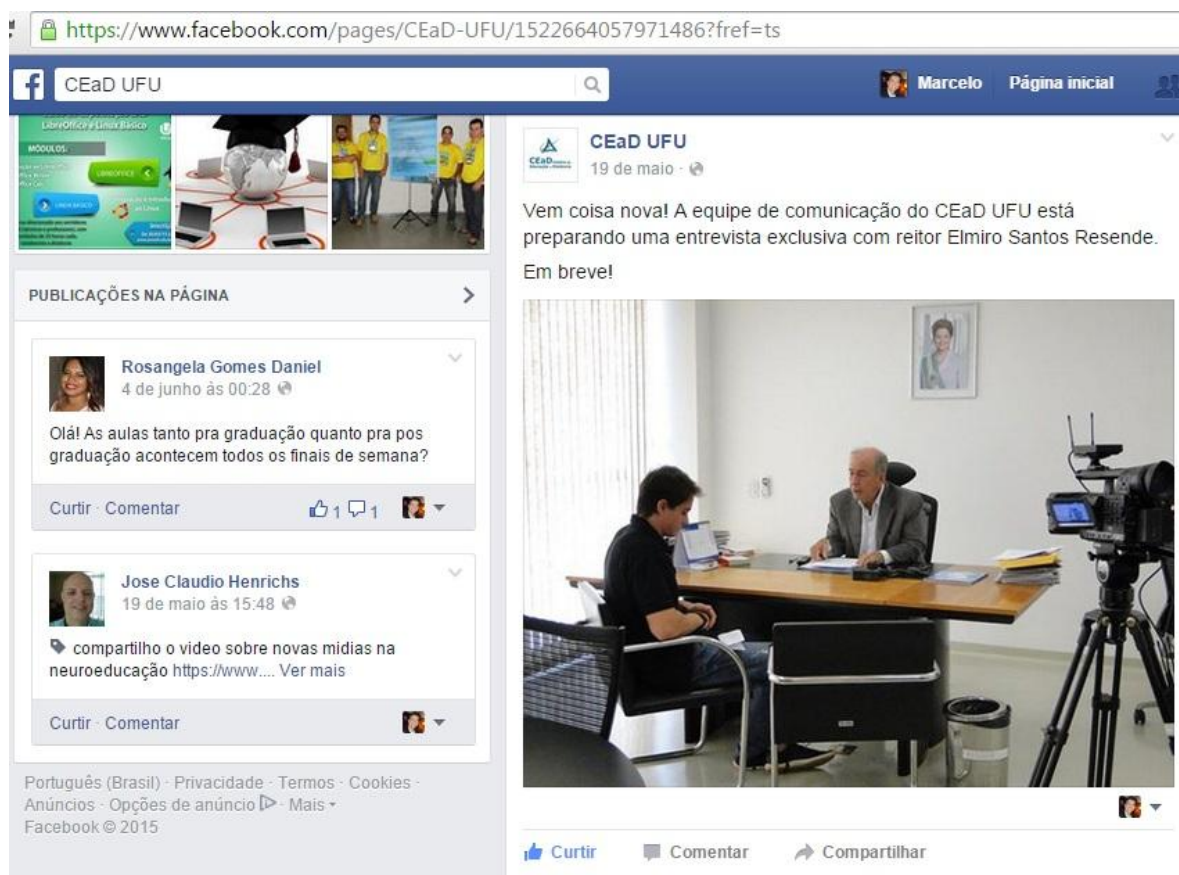 https://www.facebook.com/pages/CEaD-UFU/1522664057971486?fref=ts
CEaD UFU
Marcelo
Página inicial
LibreOffice e Linux Básico
MÓDULOS:
LIBREOFFICE
LINUX BÁSICO
PUBLICAÇÕES NA PÁGINA
Rosangela Gomes Daniel
4 de junho às 00:28
Olá! As aulas tanto pra graduação quanto pra pos
graduação acontecem todos os finais de semana?
Curtir · Comentar
1 1
Jose Claudio Henrichs
19 de maio às 15:48
compartilho o video sobre novas midias na
neuroeducação https://www.... Ver mais
Curtir · Comentar
Português (Brasil) · Privacidade · Termos · Cookies ·
Anúncios · Opções de anúncio · Mais
Facebook © 2015
CEaD
CEaD UFU
19 de maio ·
Vem coisa nova! A equipe de comunicação do CEaD UFU está
preparando uma entrevista exclusiva com reitor Elmiro Santos Resende.
Em breve!
Curtir
Comentar
Compartilhar